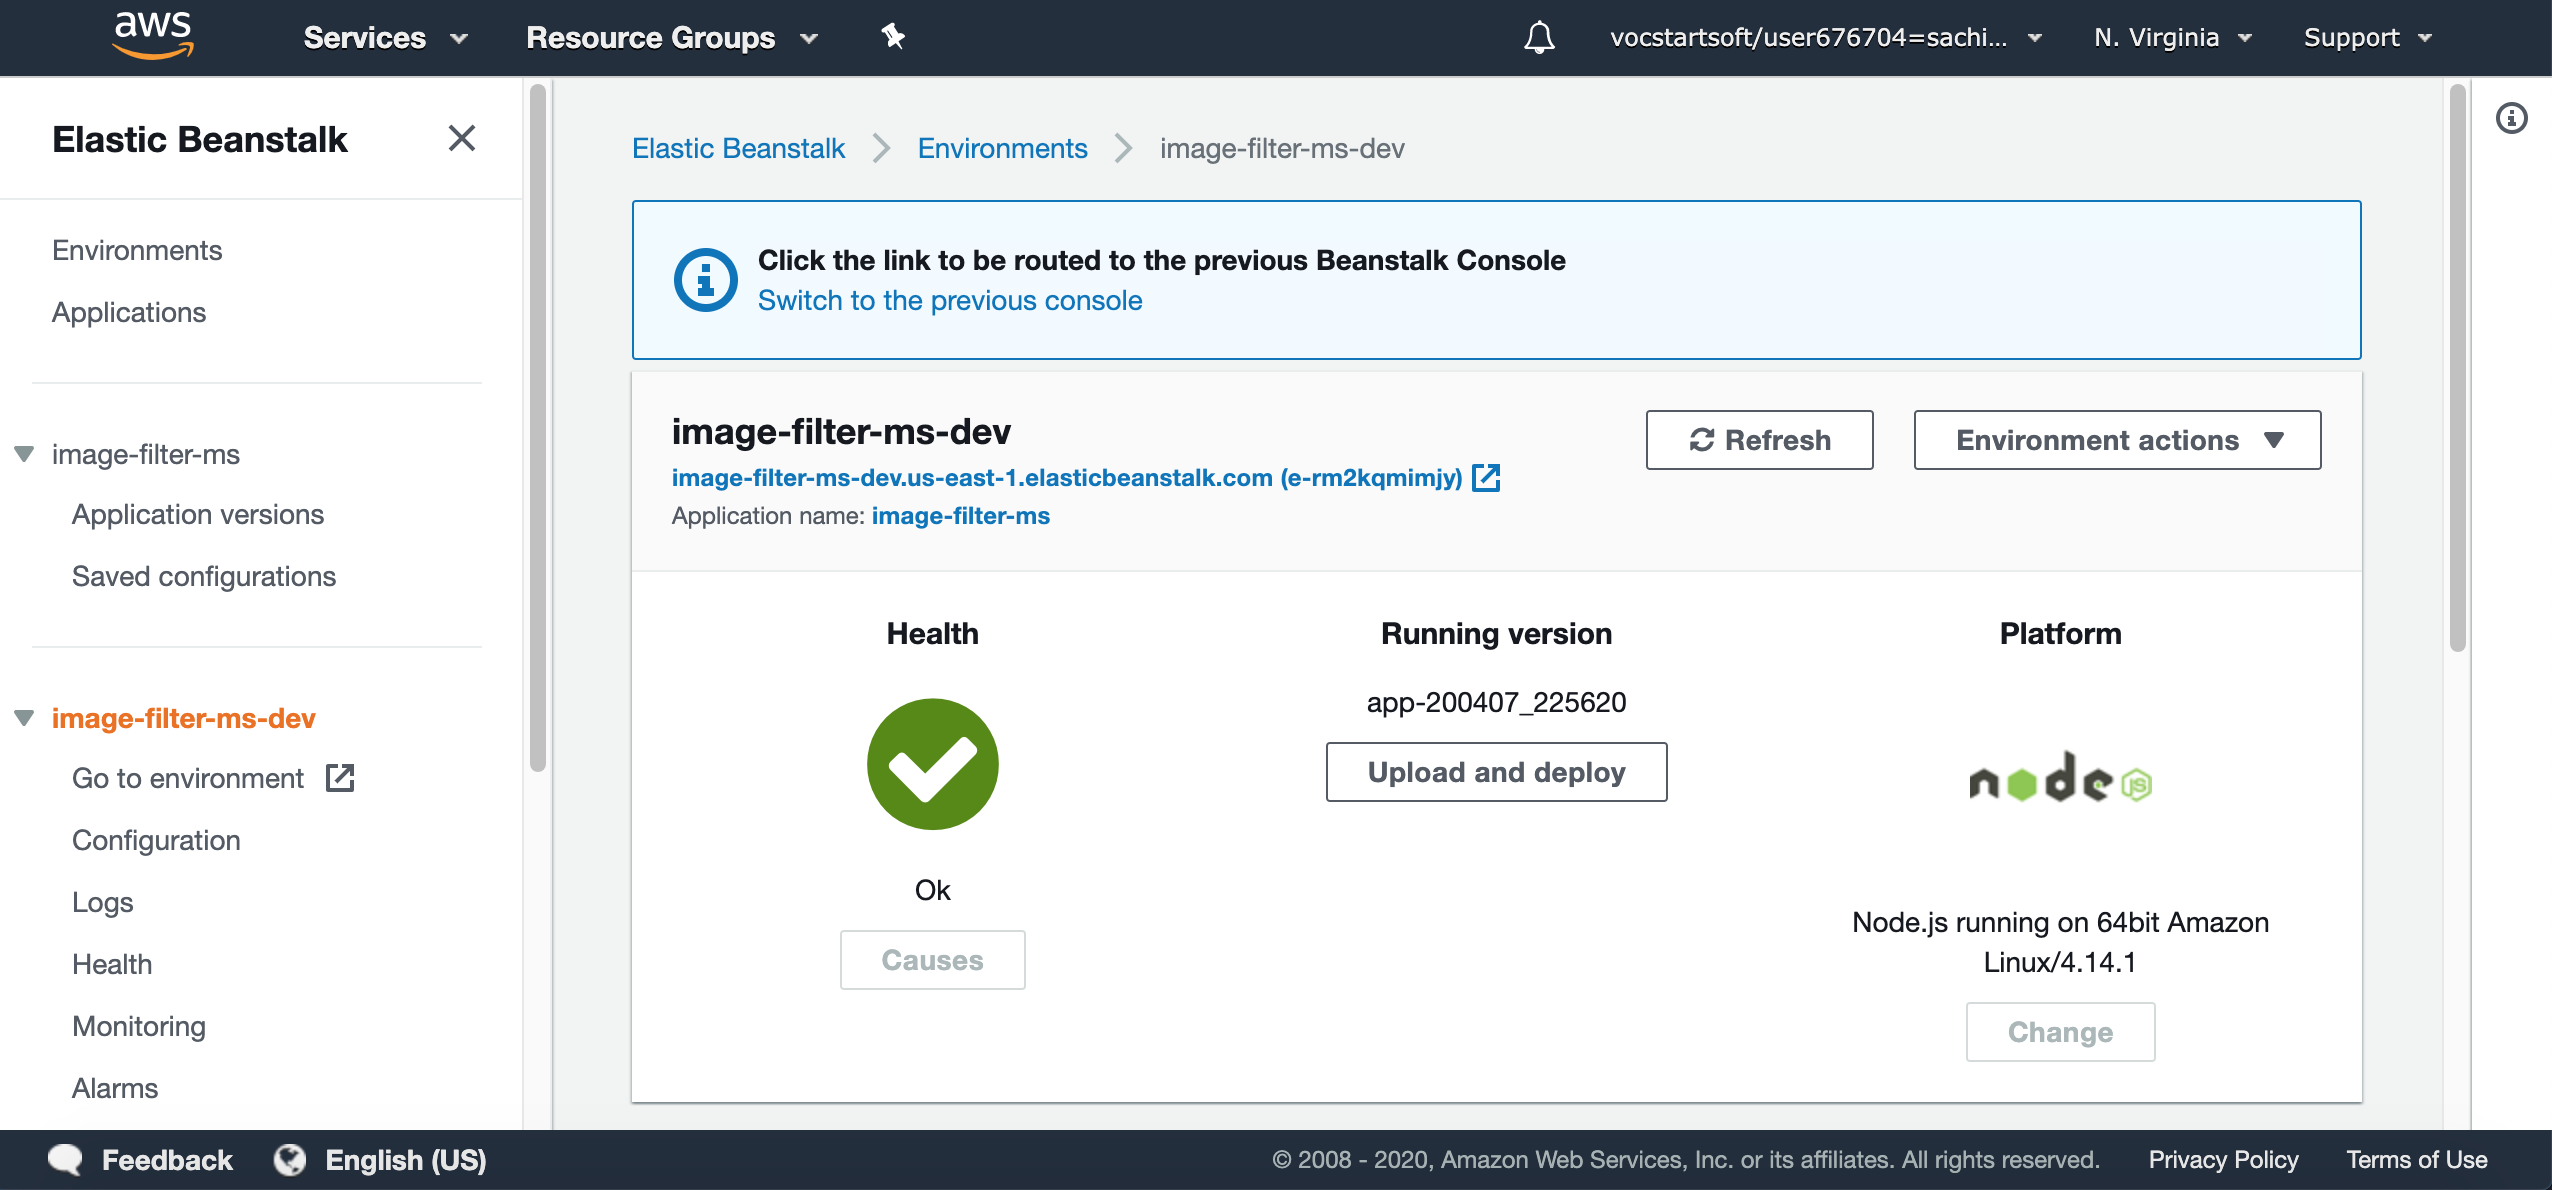 aws
Services
Resource Groups
vocstartsoft/user676704=sachi...
N. Virginia
Support
Elastic Beanstalk
Environments
Applications
image-filter-ms
Application versions
Saved configurations
image-filter-ms-dev
Go to environment
Configuration
Logs
Health
Monitoring
Alarms
Elastic Beanstalk
Environments
image-filter-ms-dev
Click the link to be routed to the previous Beanstalk Console
Switch to the previous console
image-filter-ms-dev
image-filter-ms-dev.us-east-1.elasticbeanstalk.com (e-rm2kqmimjy)
Application name: image-filter-ms
Refresh
Environment actions
Health
Ok
Causes
Running version
app-200407_225620
Upload and deploy
Platform
node JS
Node.js running on 64bit Amazon
Linux/4.14.1
Change
Feedback
English (US)
© 2008 - 2020, Amazon Web Services, Inc. or its affiliates. All rights reserved.
Privacy Policy
Terms of Use